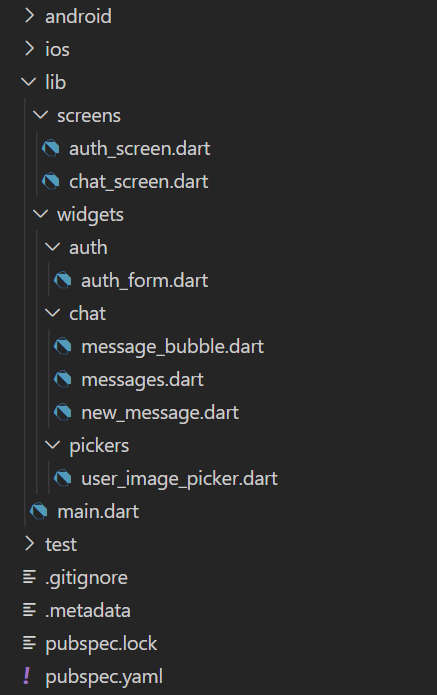 android
ios
lib
screens
auth_screen.dart
chat_screen.dart
widgets
auth
auth_form.dart
chat
message_bubble.dart
messages.dart
new_message.dart
pickers
user_image_picker.dart
main.dart
test
.gitignore
.metadata
pubspec.lock
! pubspec.yaml